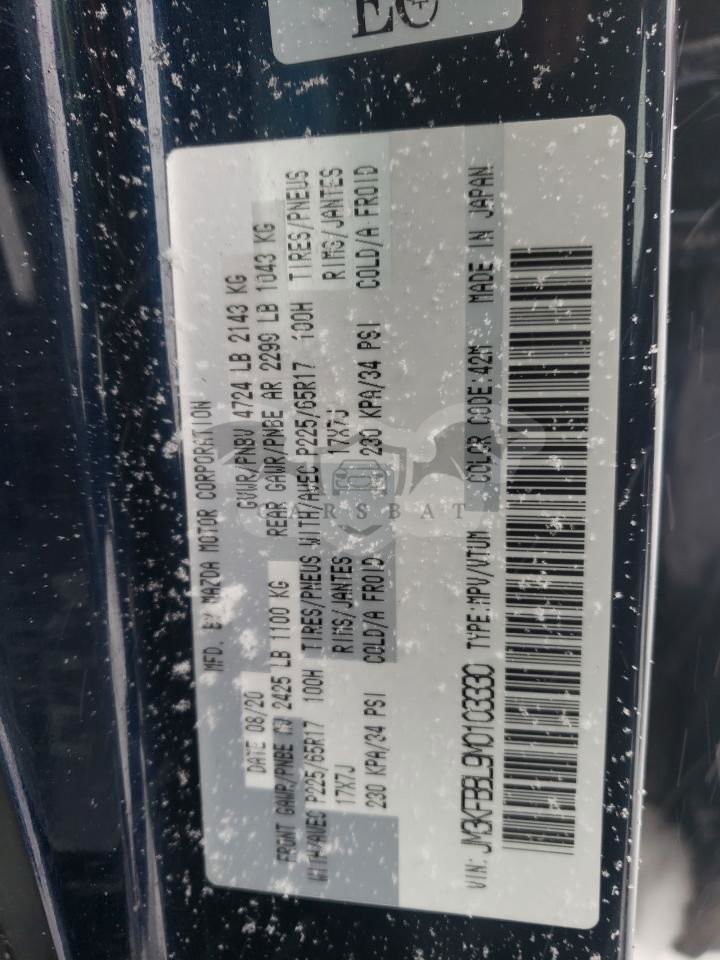 EC
MFD. BY MAZDA MOTOR CORPORATION
DATE 08/20 GVWR/PNBV 4724 LB 2143 KG
FRONT GAWR/PNBE 2425 LB 1100 KG REAR GAWR/PNBE AR 2299 LB 1043 KG
WITH/AVEC P225/65R17 100H TIRES/PNEUS WITH/AVEC P225/65R17 100H TIRES/PNEUS
17X7J RIMS/JANTES 17X7J RIMS/JANTES
230 KPA/34 PSI COLD/A FROID 230 KPA/34 PSI COLD/A FROID
VIN: JM3KFBBL9M0103330 TYPE:MPV/VTUM COLOR CODE:42M MADE IN JAPAN
CARSBAT